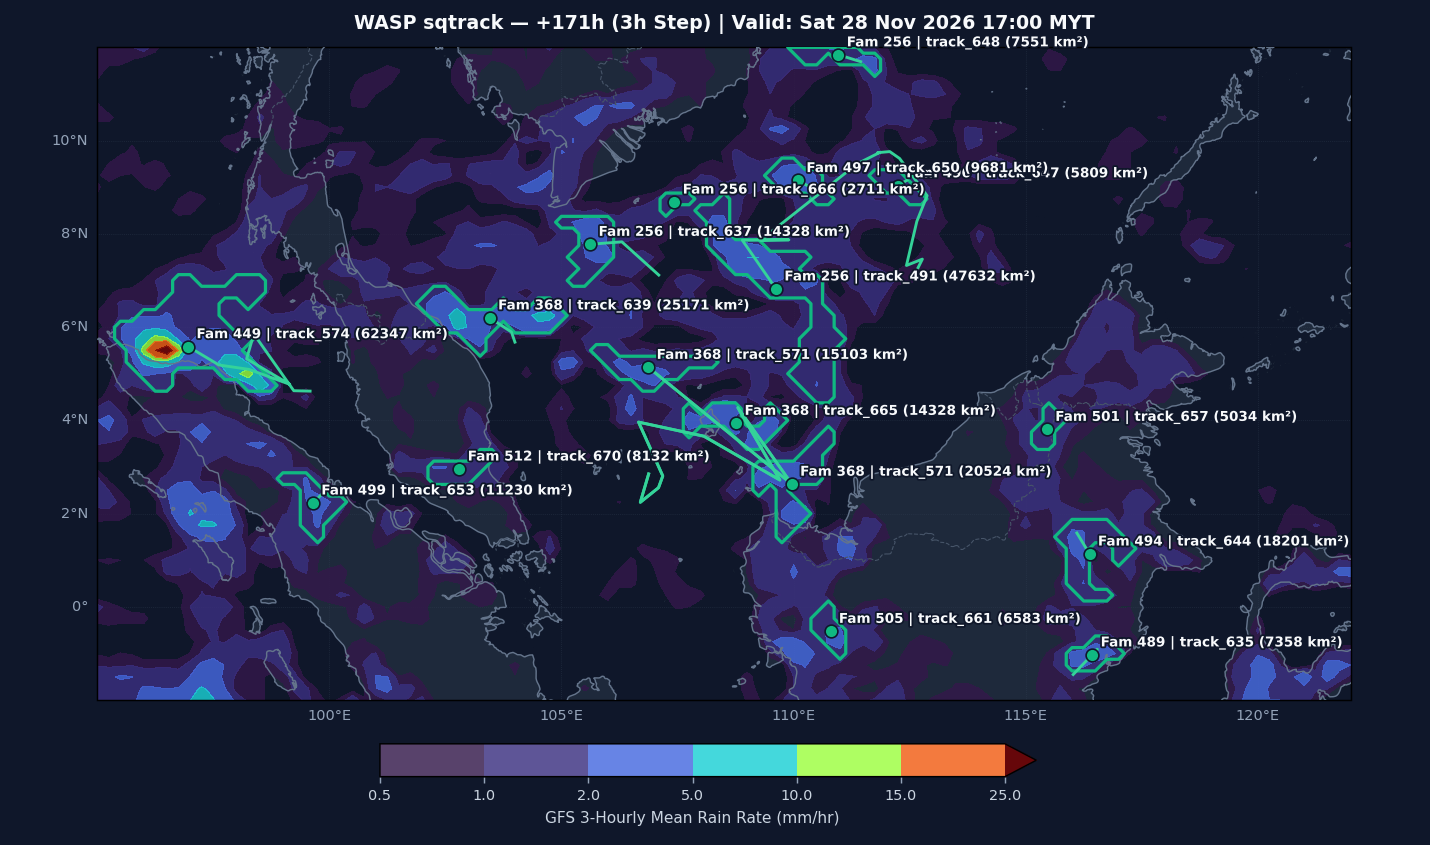 WASP sqtrack — +171h (3h Step) | Valid: Sat 28 Nov 2026 17:00 MYT
Fam 256 | track_648 (7551 km²)
10°N
Fam 497 | track_650 (9681 km²)
(5809 km²)
Fam 256 | track_666 (2711 km²)
8°N
Fam 256 | track_637 (14328 km²)
Fam 256 | track_491 (47632 km²)
Fam 368 | track_639 (25171 km²)
6°N
Fam 449 | track_574 (62347 km²)
Fam 368 | track_571 (15103 km²)
4°N
Fam 368 | track_665 (14328 km²)
Fam 501 | track_657 (5034 km²)
Fam 512 | track_670 (8132 km²)
Fam 368 | track_571 (20524 km²)
Fam 499 | track_653 (11230 km²)
2°N
Fam 494 | track_644 (18201 km²)
0°
Fam 505 | track_661 (6583 km²)
Fam 489 | track_635 (7358 km²)
100°E 105°E 110°E 115°E 120°E
0.5 1.0 2.0 5.0 10.0 15.0 25.0
GFS 3-Hourly Mean Rain Rate (mm/hr)